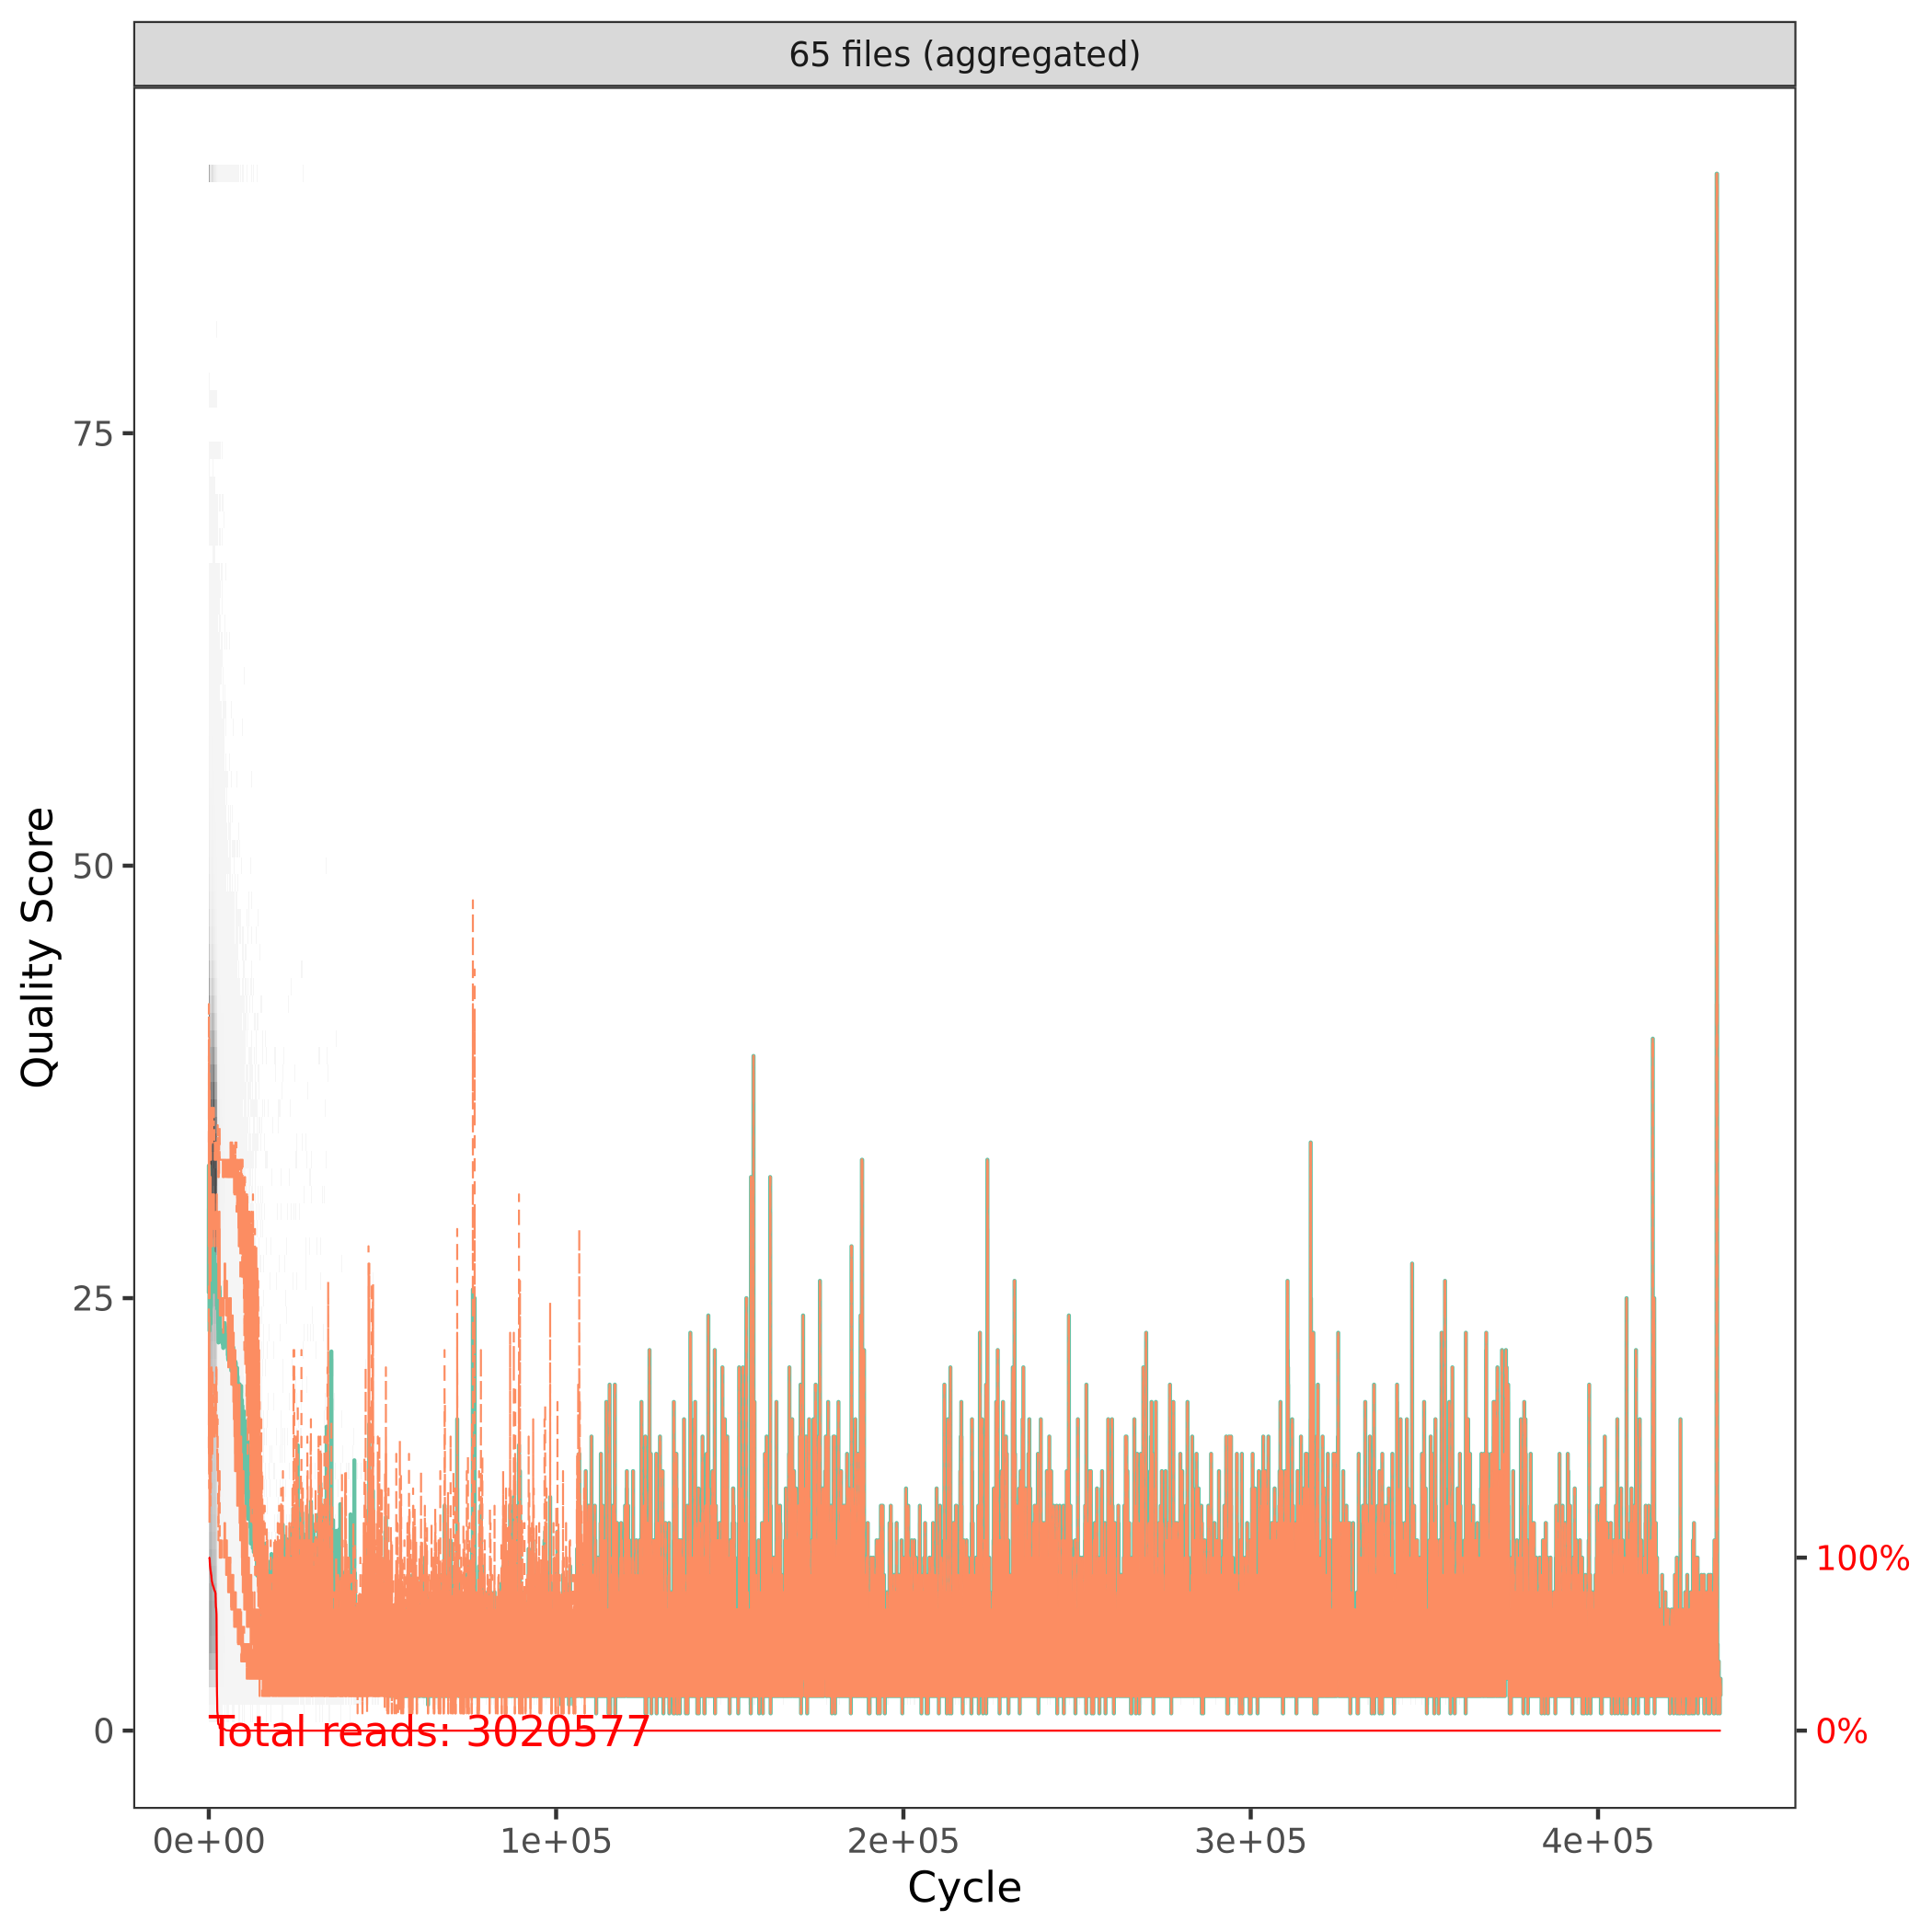 65 files (aggregated)
Quality Score
75
50
25
0
100%
0%
Total reads: 3020577
0e+00
1e+05
2e+05
3e+05
4e+05
Cycle